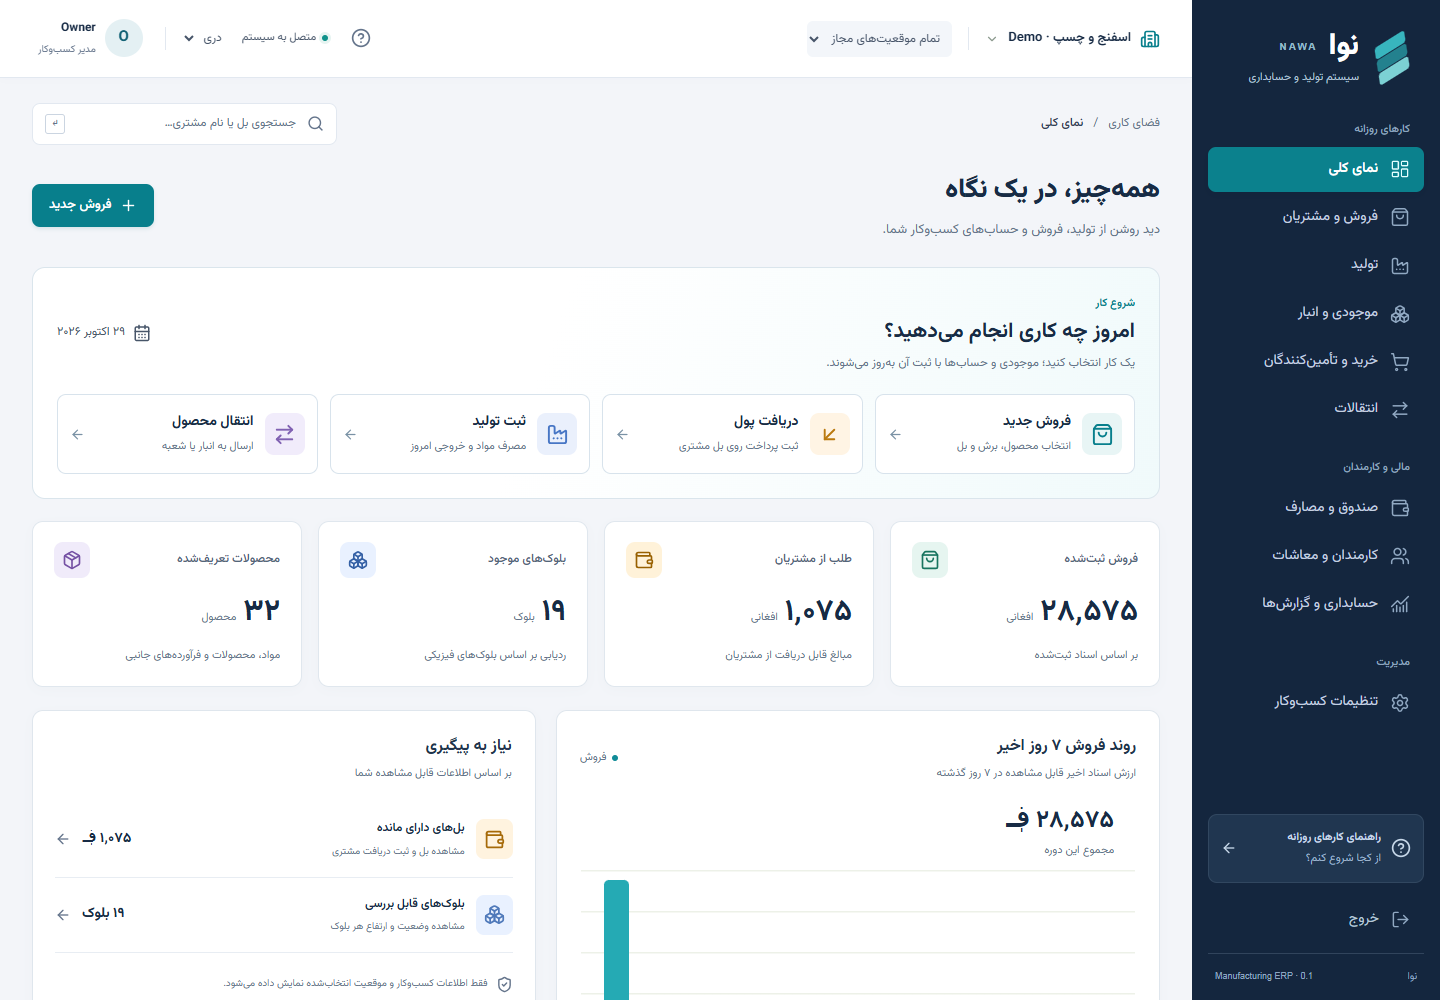 نوا NAWA
سیستم تولید و حسابداری
کارهای روزانه
نمای کلی
فروش و مشتریان
تولید
موجودی و انبار
خرید و تأمین‌کنندگان
انتقالات
مالی و کارمندان
صندوق و مصارف
کارمندان و معاشات
حسابداری و گزارش‌ها
مدیریت
تنظیمات کسب‌وکار
راهنمای کارهای روزانه
از کجا شروع کنم؟
خروج
نوا
Manufacturing ERP · 0.1
اسفنج و چسپ · Demo
تمام موقعیت‌های مجاز
متصل به سیستم
دری
Owner
مدیر کسب‌وکار
O
فضای کاری / نمای کلی
جستجوی بل یا نام مشتری...
همه‌چیز، در یک نگاه
دید روشن از تولید، فروش و حساب‌های کسب‌وکار شما.
فروش جدید
شروع کار
امروز چه کاری انجام می‌دهید؟
یک کار انتخاب کنید؛ موجودی و حساب‌ها با ثبت آن به‌روز می‌شوند.
۲۹ اکتوبر ۲۰۲۶
فروش جدید
انتخاب محصول، برش و بل
دریافت پول
ثبت پرداخت روی بل مشتری
ثبت تولید
مصرف مواد و خروجی امروز
انتقال محصول
ارسال به انبار یا شعبه
فروش ثبت‌شده
۲۸,۵۷۵ افغانی
بر اساس اسناد ثبت‌شده
طلب از مشتریان
۱,۰۷۵ افغانی
مبالغ قابل دریافت از مشتریان
بلوک‌های موجود
۱۹ بلوک
ردیابی بر اساس بلوک‌های فیزیکی
محصولات تعریف‌شده
۳۲ محصول
مواد، محصولات و فرآورده‌های جانبی
روند فروش ۷ روز اخیر
ارزش اسناد اخیر قابل مشاهده در ۷ روز گذشته
فروش
۲۸,۵۷۵ ؋
مجموع این دوره
نیاز به پیگیری
بر اساس اطلاعات قابل مشاهده شما
بل‌های دارای مانده
مشاهده بل و ثبت دریافت مشتری
۱,۰۷۵ ؋
بلوک‌های قابل بررسی
مشاهده وضعیت و ارتفاع هر بلوک
۱۹ بلوک
فقط اطلاعات کسب‌وکار و موقعیت انتخاب‌شده نمایش داده می‌شود.